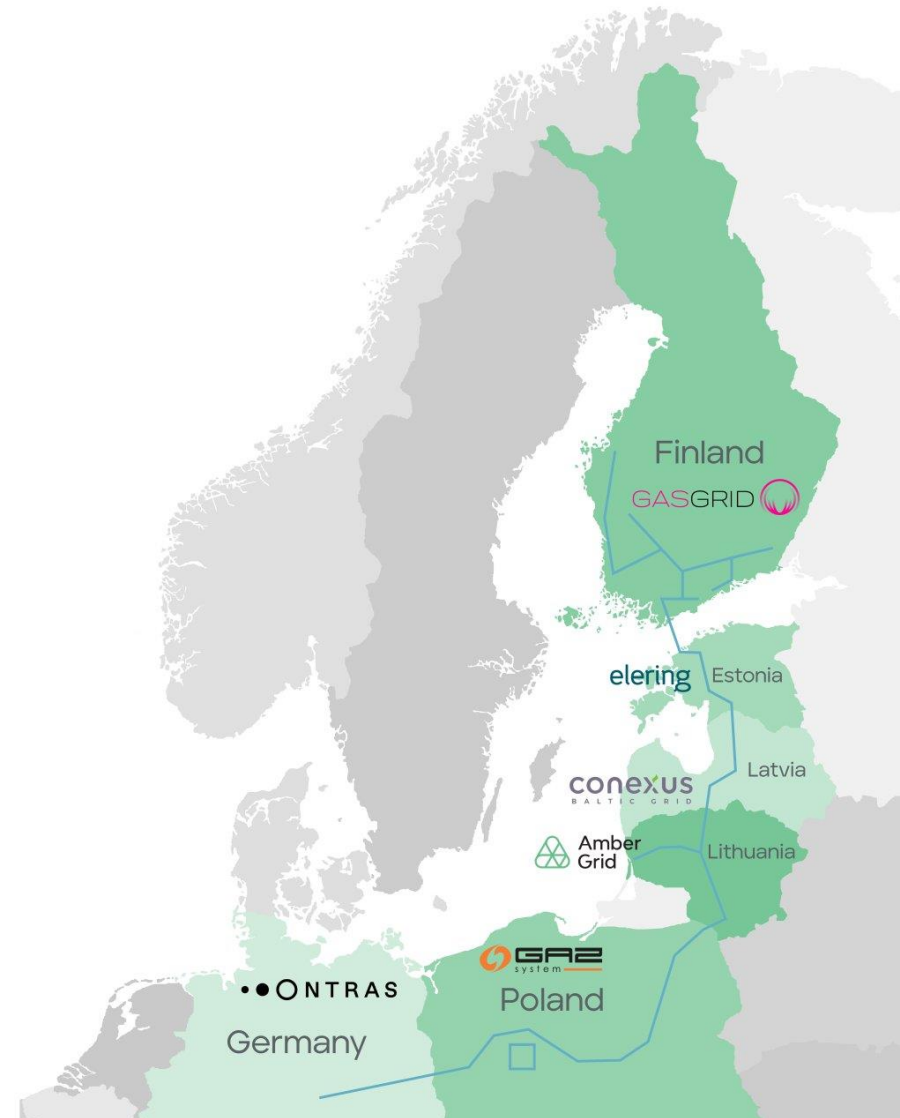 Finland
GASGRID
elering
Estonia
conexus
BALTIC GRID
Latvia
Amber
Grid
Lithuania
GAZ
system
Poland
ONTRAS
Germany